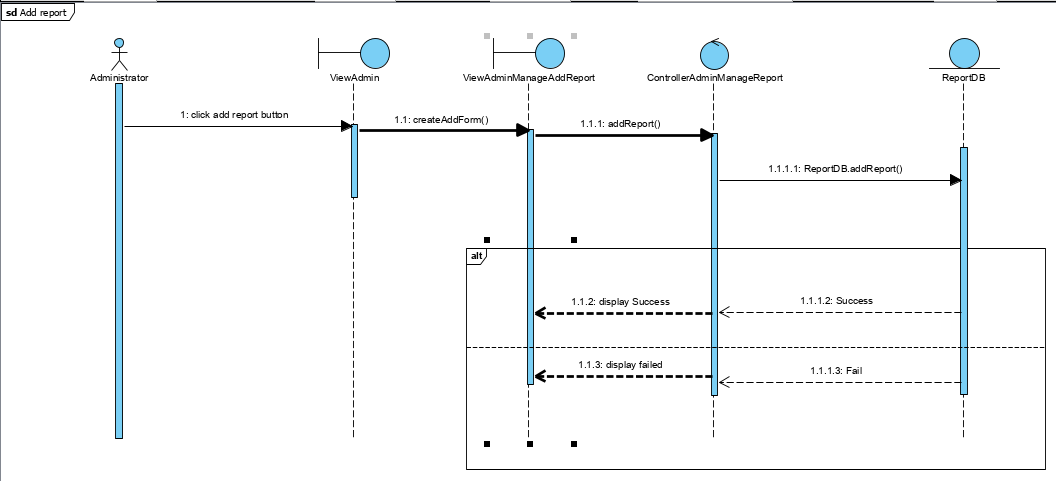 sd Add report
Administrator
ViewAdmin
ViewAdminManageAddReport
ControllerAdminManageReport
ReportDB
1: click add report button
1.1: createAddForm()
1.1.1: addReport()
1.1.1.1: ReportDB.addReport()
alt
1.1.2: display Success
1.1.1.2: Success
1.1.3: display failed
1.1.1.3: Fail